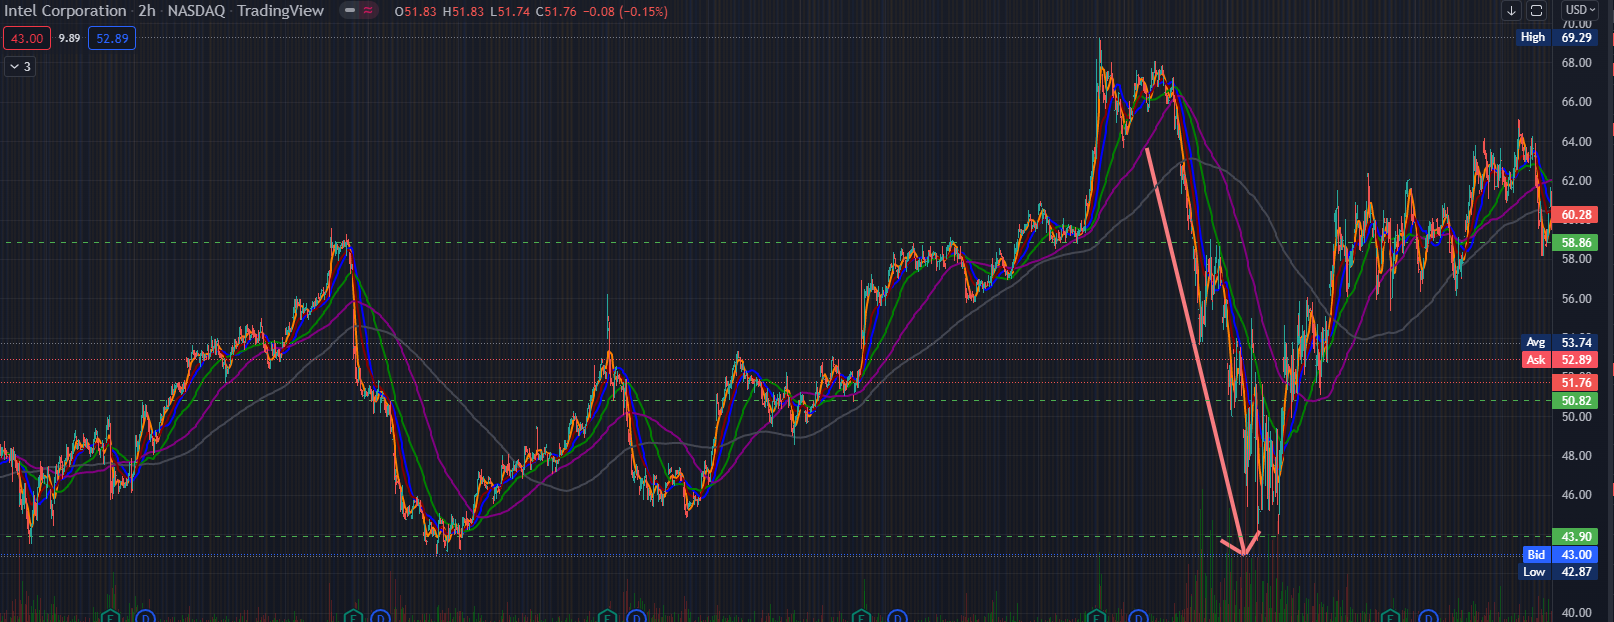 Intel Corporation · 2h · NASDAQ · TradingView O51.83 H51.83 L51.74 C51.76 −0.08 (−0.15%) USD
43.00 9.89 52.89
3
70.00
High 69.29
68.00
66.00
64.00
62.00
60.28
58.86
58.00
56.00
Avg 53.74
Ask 52.89
51.76
50.82
50.00
48.00
46.00
43.90
Bid 43.00
Low 42.87
40.00
E D E D E D E D E D E D